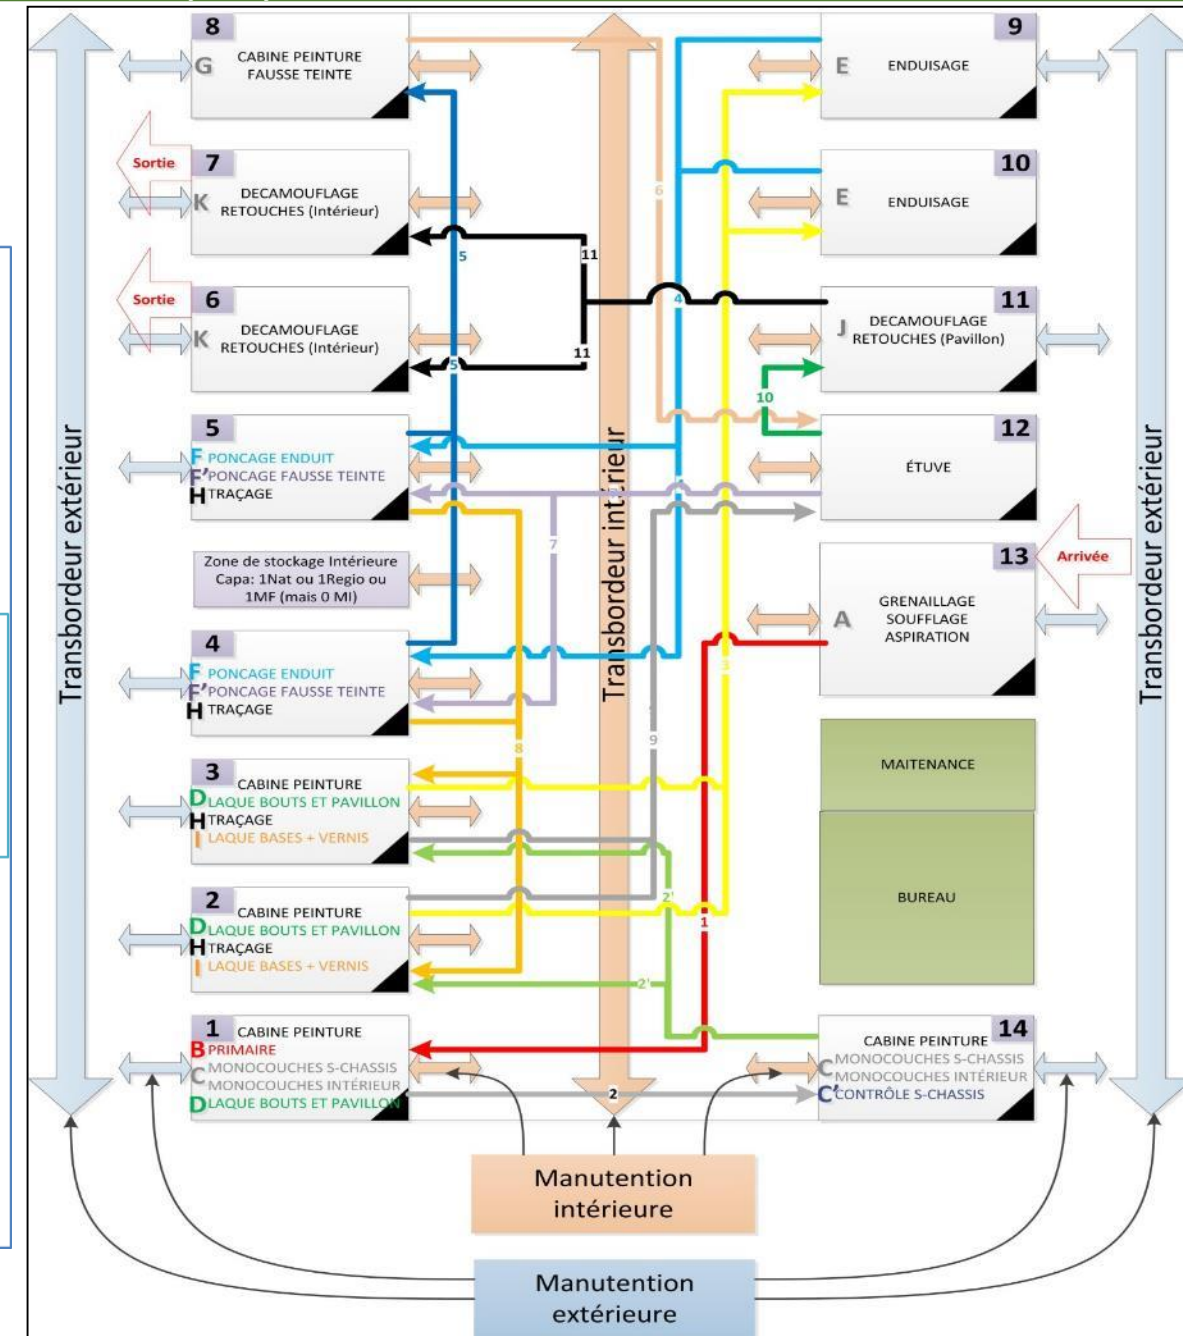 8
CABINE PEINTURE
FAUSSE TEINTE
G
9
E
ENDUISAGE
Sortie
7
DECAMOUFLAGE
RETOUCHES (Intérieur)
K
6
10
E
ENDUISAGE
5
11
4
Sortie
6
DECAMOUFLAGE
RETOUCHES (Intérieur)
K
11
J
DECAMOUFLAGE
RETOUCHES (Pavillon)
11
5
10
Transbordeur extérieur
Transbordeur intérieur
Transbordeur extérieur
5
F PONCAGE ENDUIT
F' PONCAGE FAUSSE TEINTE
H TRAÇAGE
12
ÉTUVE
7
Zone de stockage Intérieure
Capa: 1Nat ou 1Regio ou
1MF (mais 0 MI)
13
Arrivée
A
GRENAILLAGE
SOUFFLAGE
ASPIRATION
4
F PONCAGE ENDUIT
F' PONCAGE FAUSSE TEINTE
H TRAÇAGE
3
9
8
MAITENANCE
3
CABINE PEINTURE
D LAQUE BOUTS ET PAVILLON
H TRAÇAGE
I LAQUE BASES + VERNIS
2
CABINE PEINTURE
D LAQUE BOUTS ET PAVILLON
H TRAÇAGE
I LAQUE BASES + VERNIS
2'
1
2'
BUREAU
1
CABINE PEINTURE
B PRIMAIRE
C MONOCOUCHES S-CHASSIS
MONOCOUCHES INTÉRIEUR
D LAQUE BOUTS ET PAVILLON
2
14
CABINE PEINTURE
C MONOCOUCHES S-CHASSIS
MONOCOUCHES INTÉRIEUR
C' CONTRÔLE S-CHASSIS
Manutention
intérieure
Manutention
extérieure